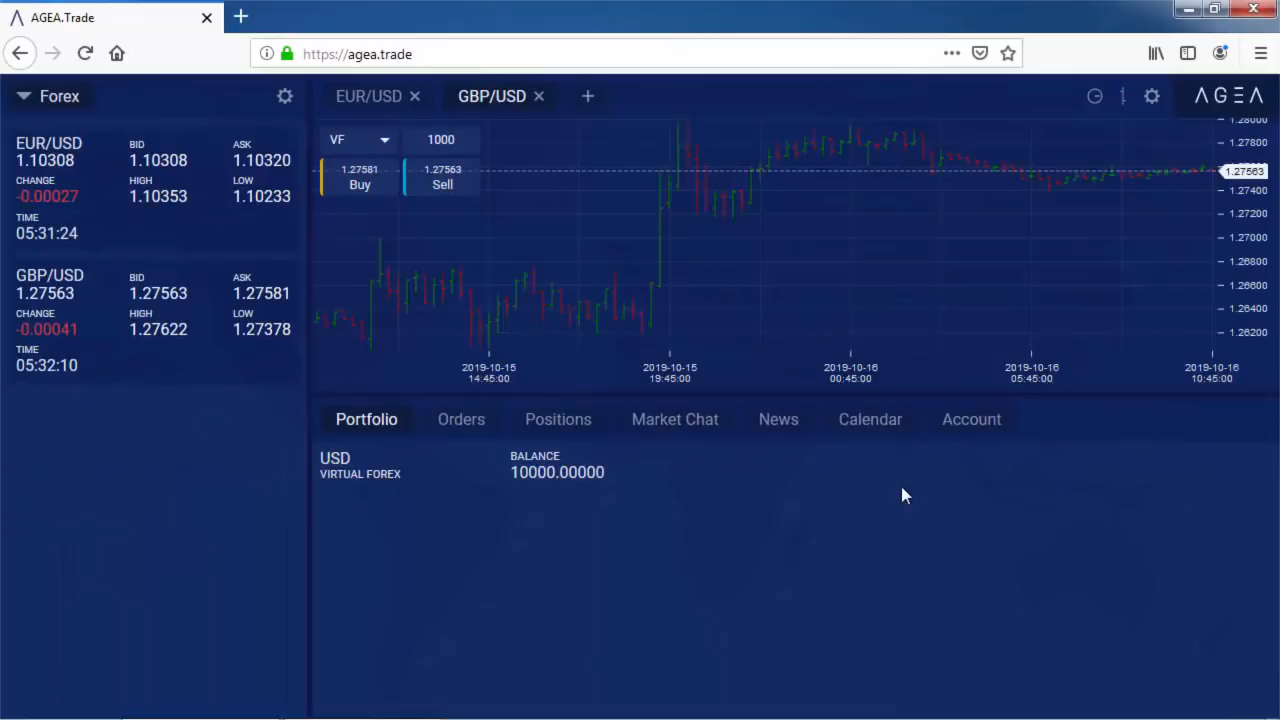 AGEA.Trade
https://agea.trade
Forex
EUR/USD
1.10308
BID
1.10308
ASK
1.10320
CHANGE
-0.00027
HIGH
1.10353
LOW
1.10233
TIME
05:31:24
GBP/USD
1.27563
BID
1.27563
ASK
1.27581
CHANGE
-0.00041
HIGH
1.27622
LOW
1.27378
TIME
05:32:10
EUR/USD
GBP/USD
AGEA
VF
1000
1.27581
Buy
1.27563
Sell
1.28000
1.27800
1.27563
1.27400
1.27200
1.27000
1.26800
1.26600
1.26400
1.26200
2019-10-15
14:45:00
2019-10-15
19:45:00
2019-10-16
00:45:00
2019-10-16
05:45:00
2019-10-16
10:45:00
Portfolio
Orders
Positions
Market Chat
News
Calendar
Account
USD
VIRTUAL FOREX
BALANCE
10000.00000